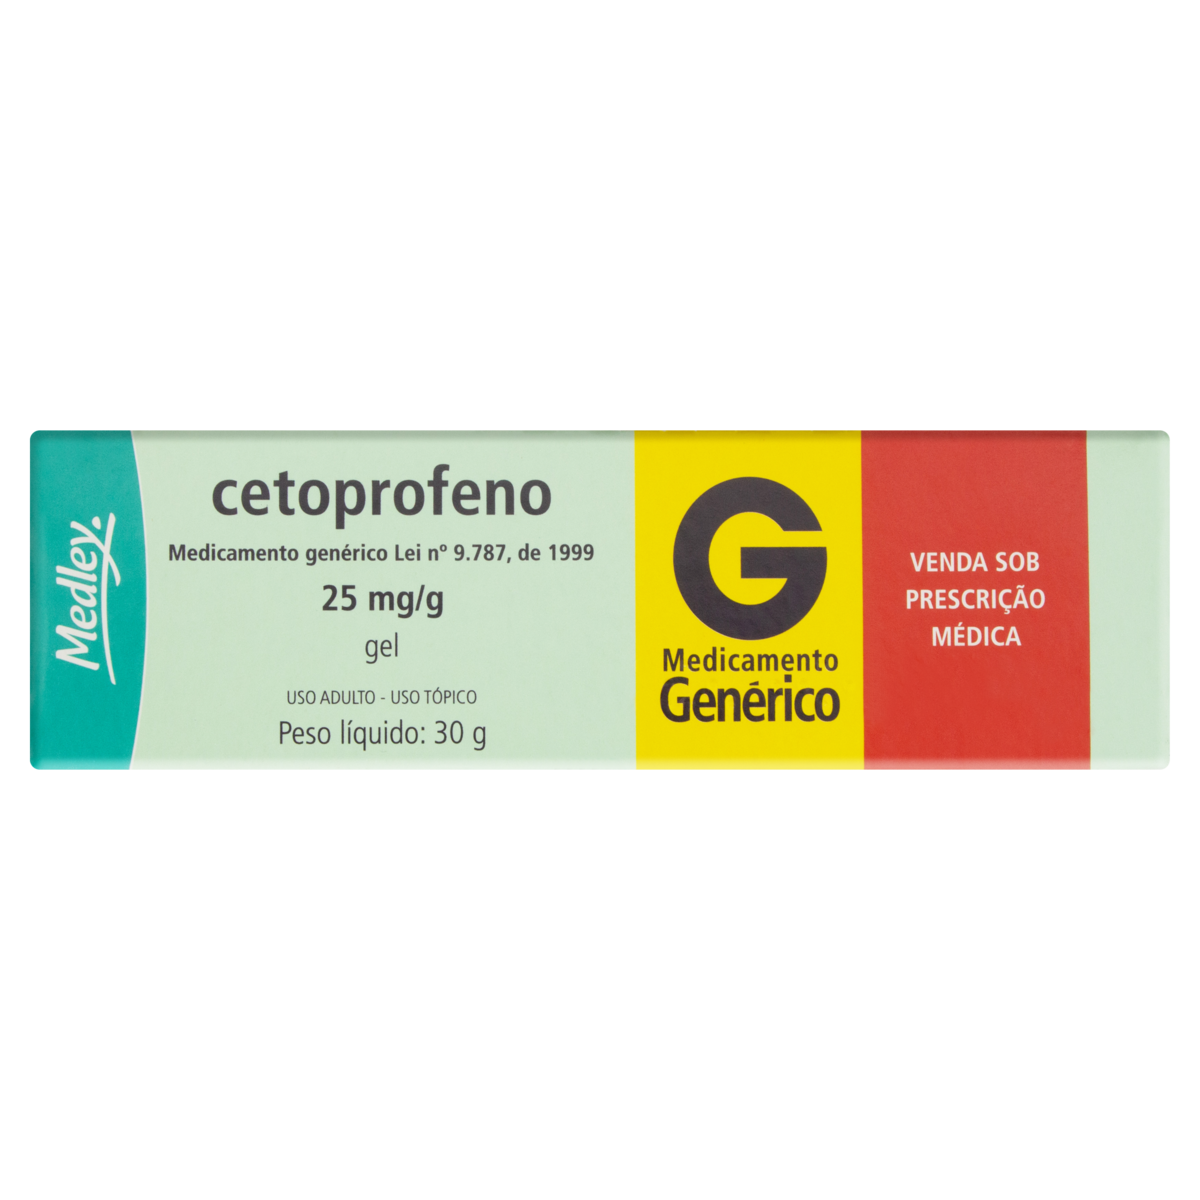 Medley.
cetoprofeno
Medicamento genérico Lei nº 9.787, de 1999
25 mg/g
gel
USO ADULTO - USO TÓPICO
Peso líquido: 30 g
G
Medicamento
Genérico
VENDA SOB
PRESCRIÇÃO
MÉDICA